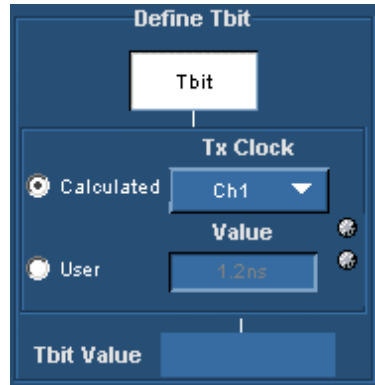 Define Tbit
Tbit
Tx Clock
Calculated
Ch1
Value
User
1.2ns
Tbit Value